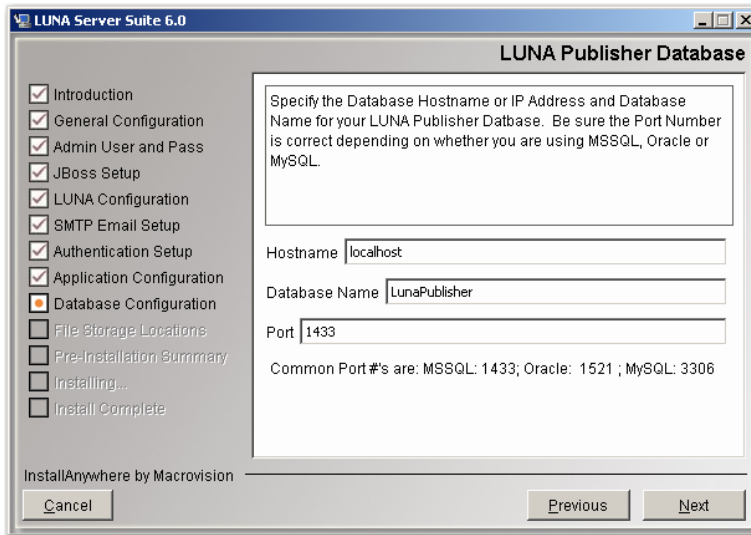 LUNA Server Suite 6.0
LUNA Publisher Database
Introduction
General Configuration
Admin User and Pass
JBoss Setup
LUNA Configuration
SMTP Email Setup
Authentication Setup
Application Configuration
Database Configuration
File Storage Locations
Pre-Installation Summary
Installing...
Install Complete
Specify the Database Hostname or IP Address and Database
Name for your LUNA Publisher Datbase.  Be sure the Port Number
is correct depending on whether you are using MSSQL, Oracle or
MySQL.
Hostname localhost
Database Name LunaPublisher
Port 1433
Common Port #'s are: MSSQL: 1433; Oracle:  1521 ; MySQL: 3306
InstallAnywhere by Macrovision
Cancel
Previous
Next